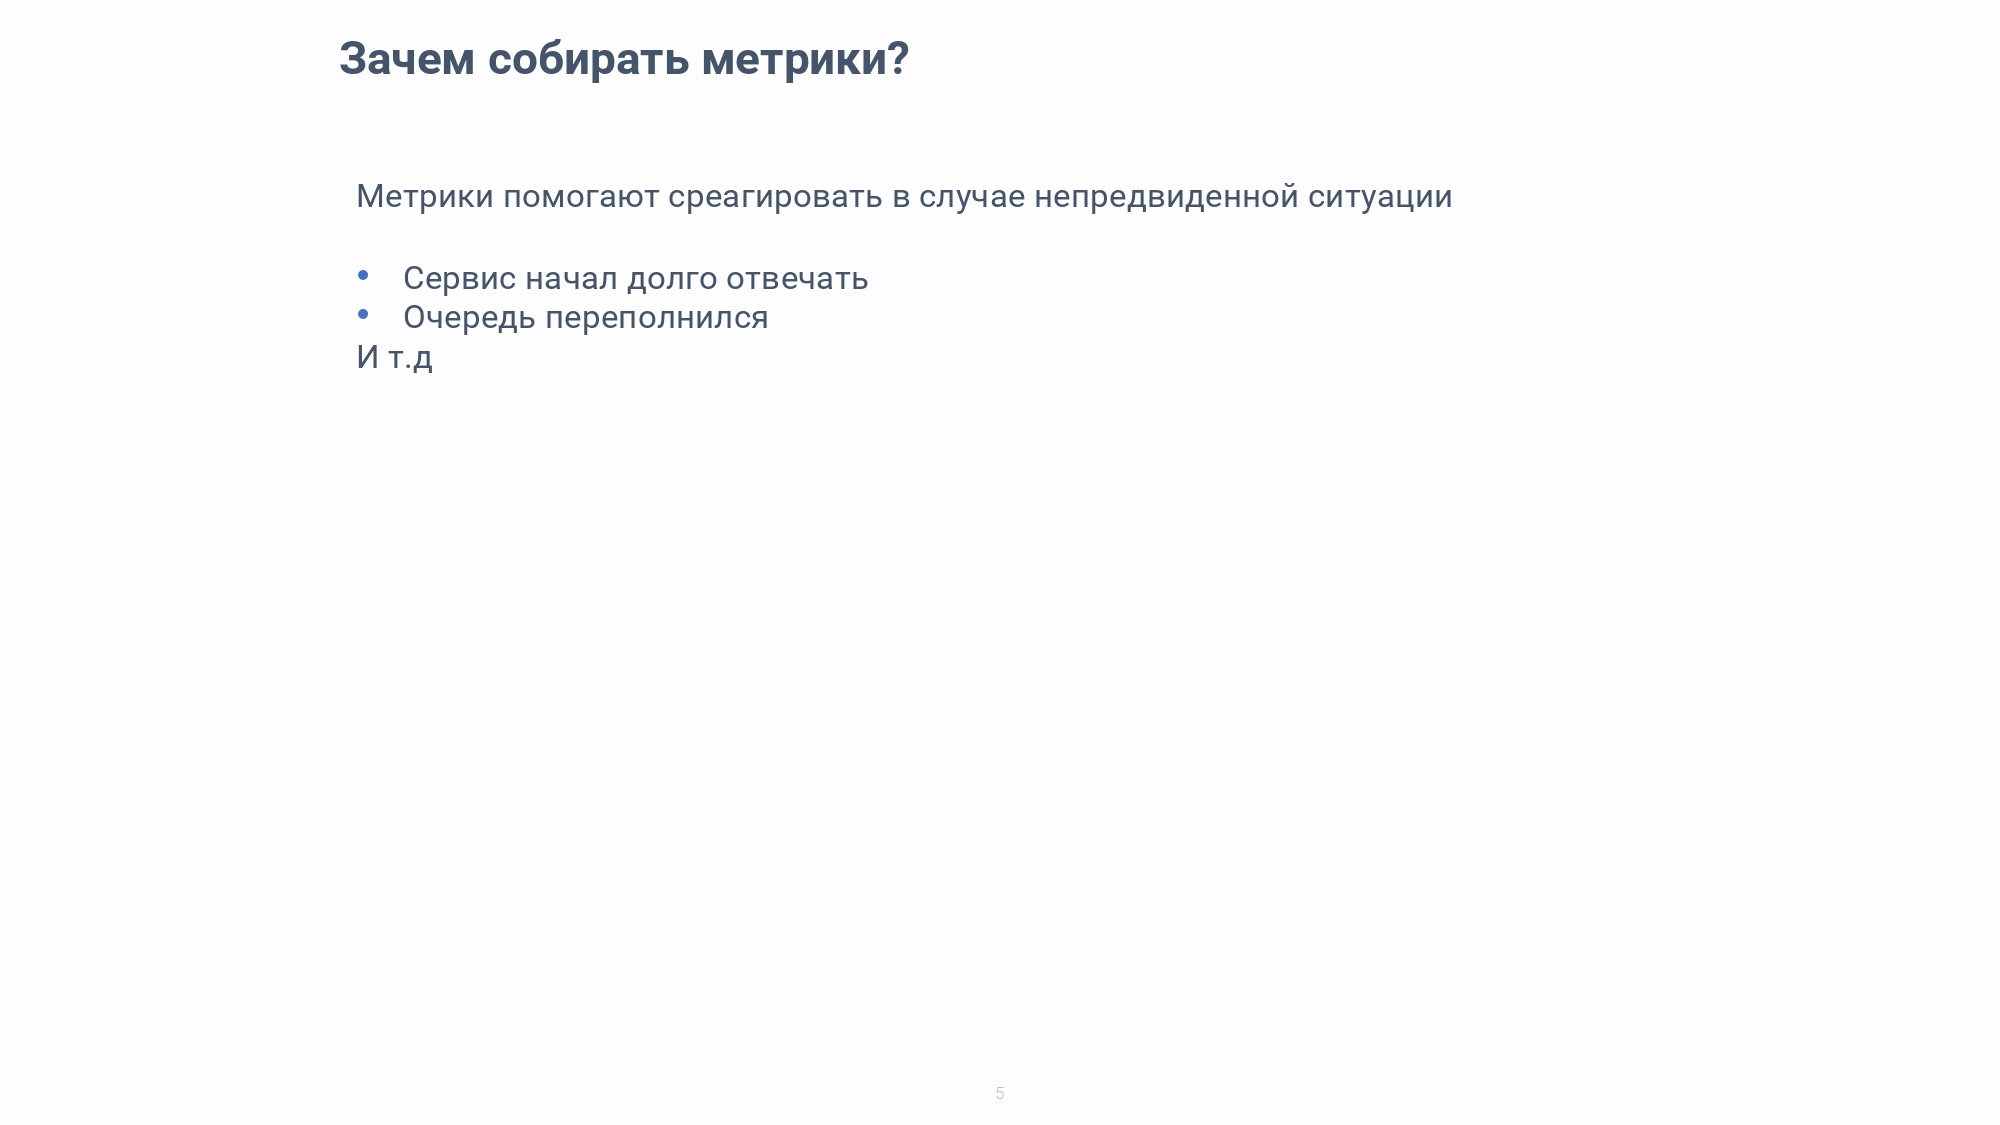 Зачем собирать метрики?
Метрики помогают среагировать в случае непредвиденной ситуации
• Сервис начал долго отвечать
• Очередь переполнился
И т.д
5